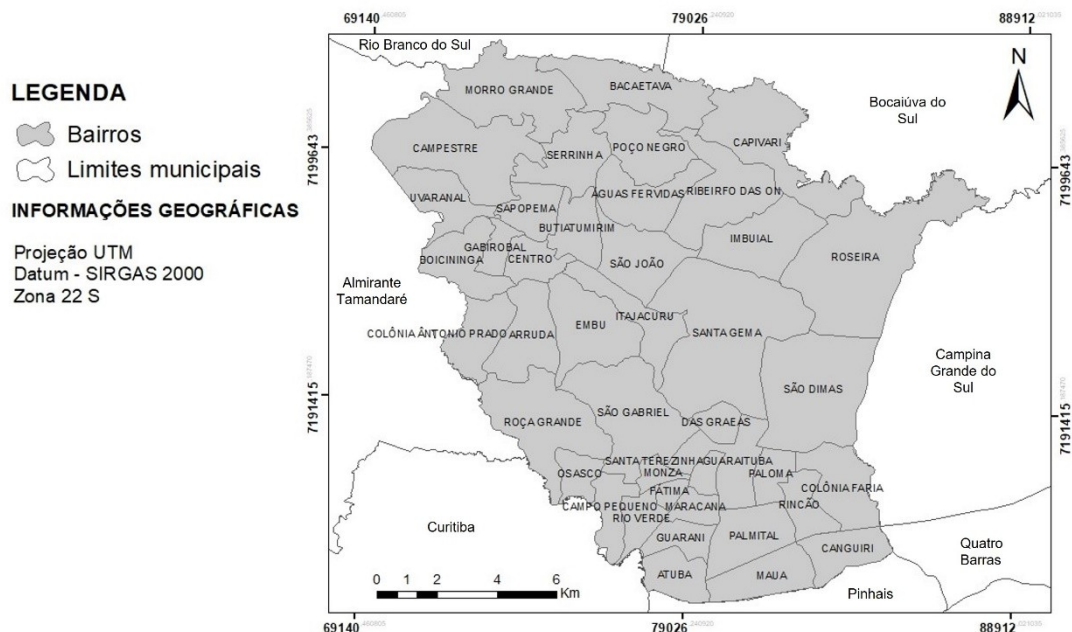 69140 79026 88912
Rio Branco do Sul
N
LEGENDA
Bairros
Limites municipais
INFORMAÇÕES GEOGRÁFICAS
Projeção UTM
Datum - SIRGAS 2000
Zona 22 S
7199643
7199643
MORRO GRANDE
BACAETAVA
Bocaiúva do
Sul
CAMPESTRE
SERRINHA
POÇO NEGRO
CAPIVARI
UVARANAL
SAPOPEMA
ÁGUAS FERVIDAS
RIBEIRFO DAS ON
BUTIATUMIRIM
IMBUIAL
GABIROBAL
BOICININGA
CENTRO
SÃO JOÃO
ROSEIRA
Almirante
Tamandaré
COLÔNIA ÂNTONIO PRADO
ARRUDA
EMBU
ITAJACURU
SANTA GEMA
Campina
Grande do
Sul
SÃO DIMAS
7191415
7191415
ROÇA GRANDE
SÃO GABRIEL
DAS GRAEAS
OSASCO
SANTA TEREZINHA
GUARAITUBA
MONZA
PALOMA
COLÔNIA FARIA
FÁTIMA
CAMPO PEQUENO
MARACANA
RINCÃO
RIO VERDE
Curitiba
GUARANI
PALMITAL
CANGUIRI
Quatro
Barras
ATUBA
MAUA
Pinhais
0 1 2 4 6
Km
69140 79026 88912